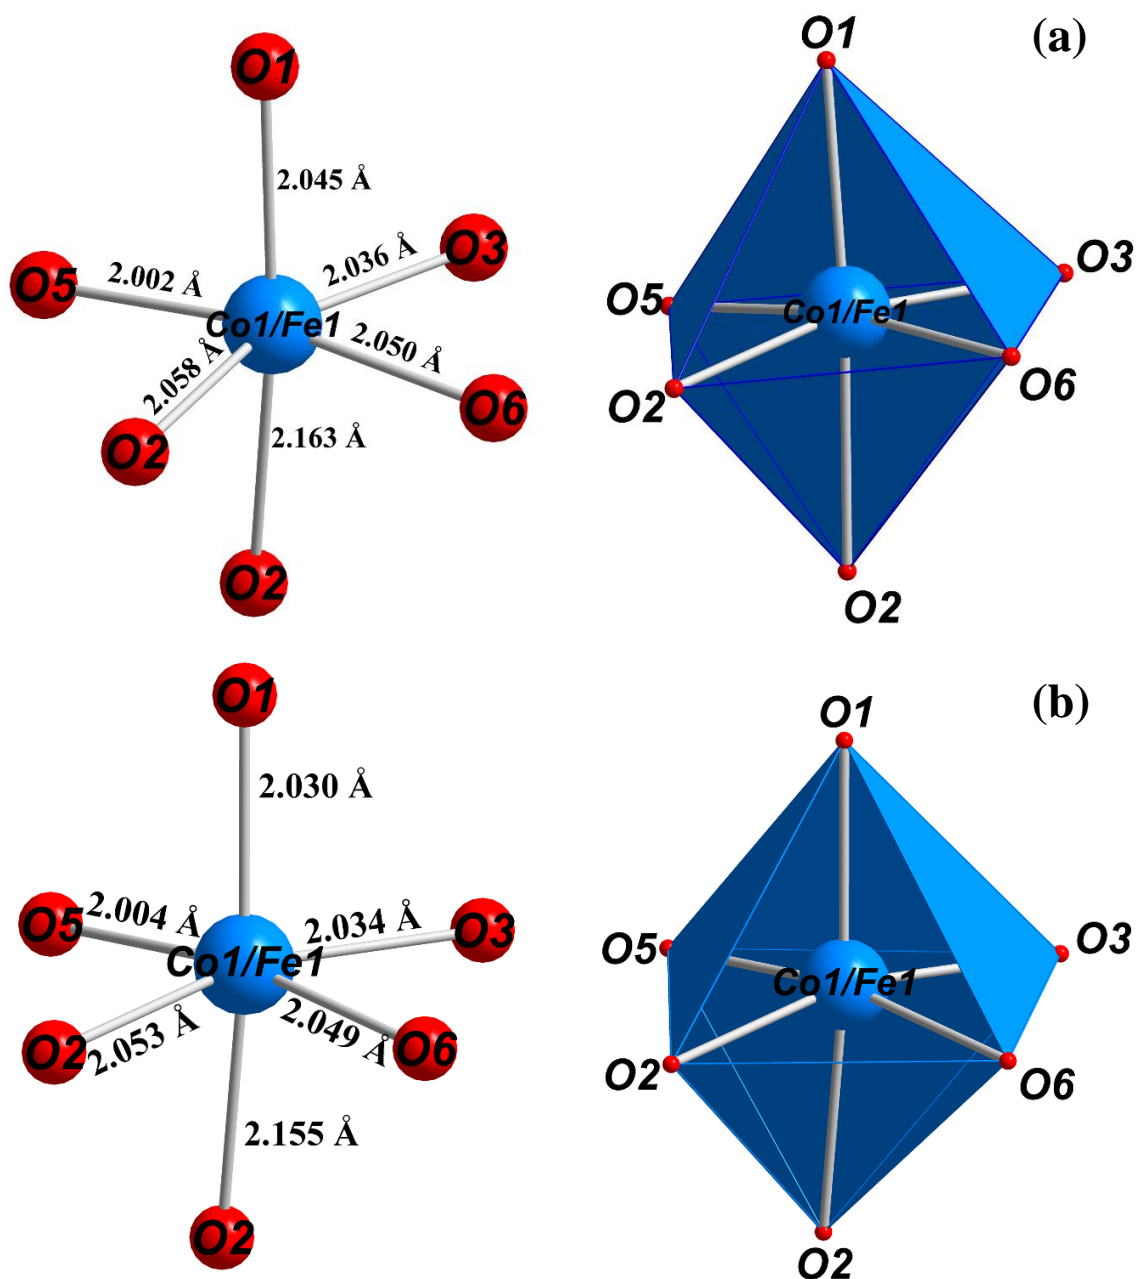 O1
2.045 Å
O3
2.036 Å
O5
2.002 Å
Co1/Fe1
2.050 Å
2.058 Å
O6
O2
2.163 Å
O2
(a)
O1
O3
O5
Co1/Fe1
O6
O2
O2
O1
2.030 Å
O5
2.004 Å
2.034 Å
O3
Co1/Fe1
O2
2.053 Å
2.049 Å
O6
2.155 Å
O2
(b)
O1
O5
O3
Co1/Fe1
O2
O6
O2